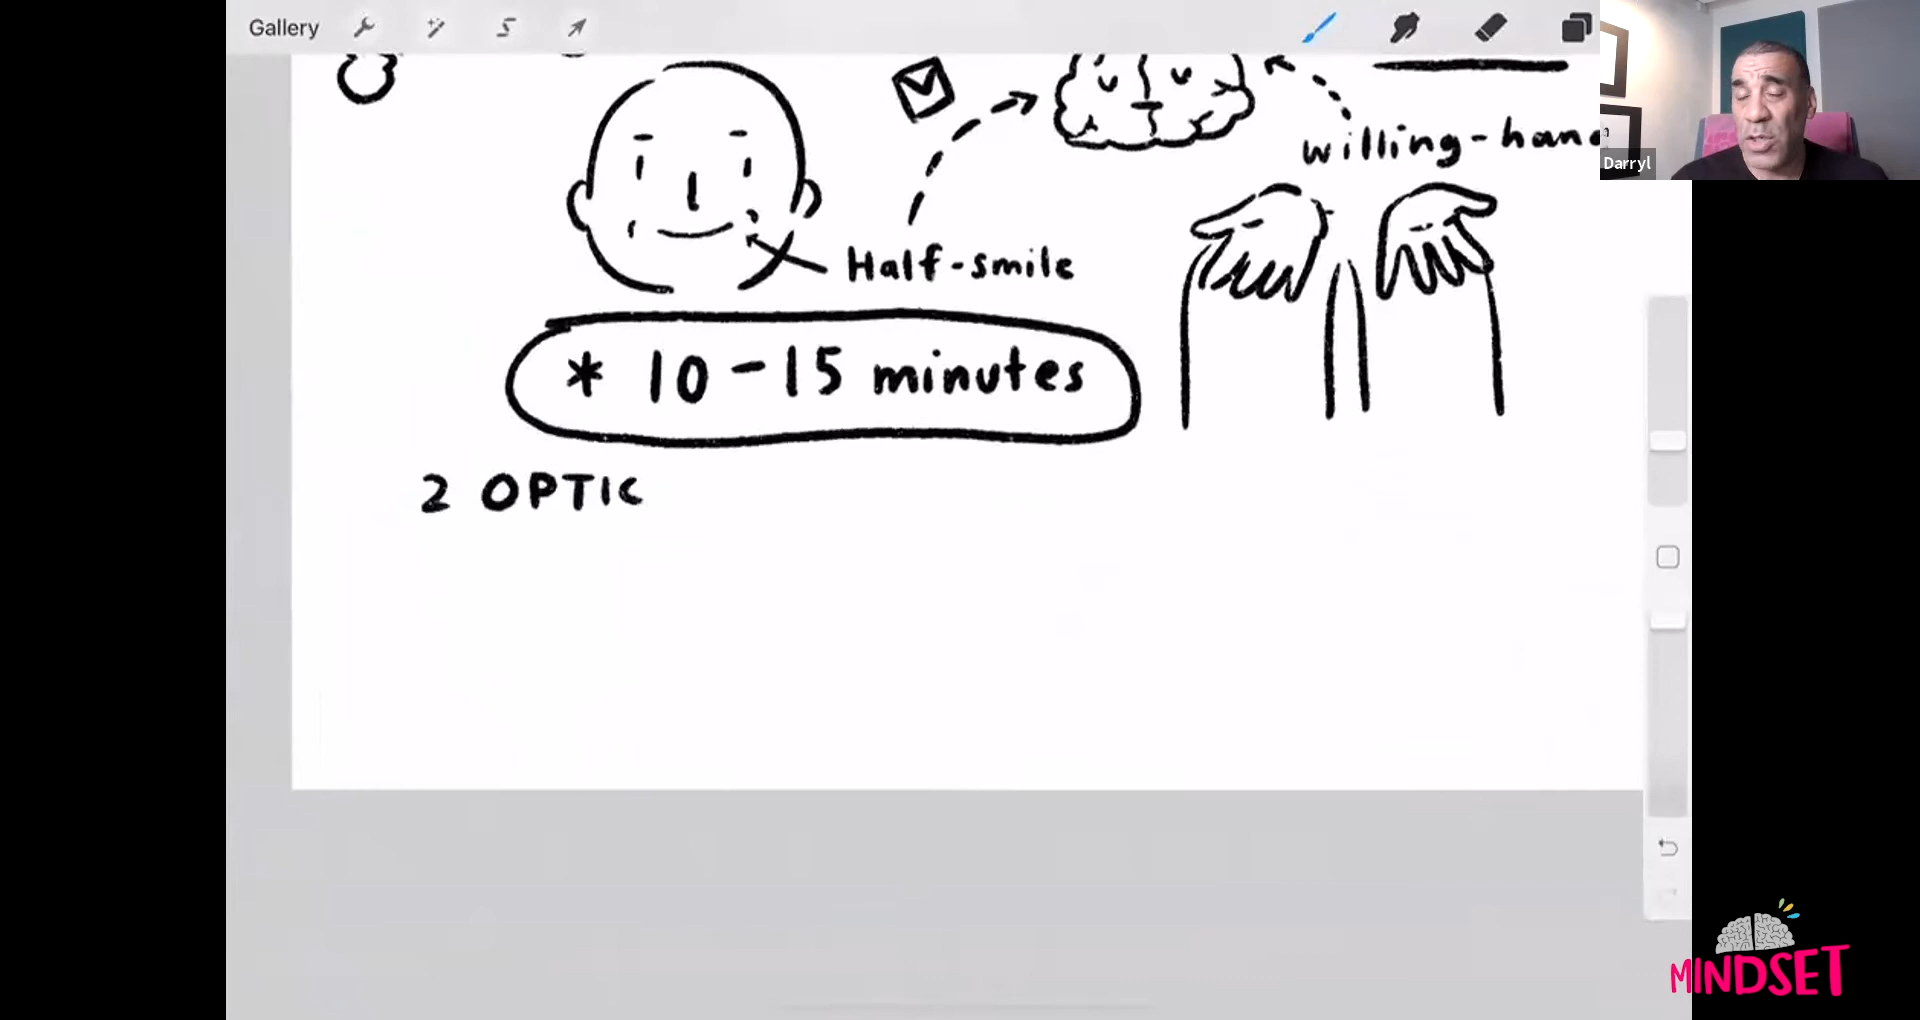 Gallery
willing-han
Darryl
Half-smile
* 10-15 minutes
2 OPTIC
MINDSET